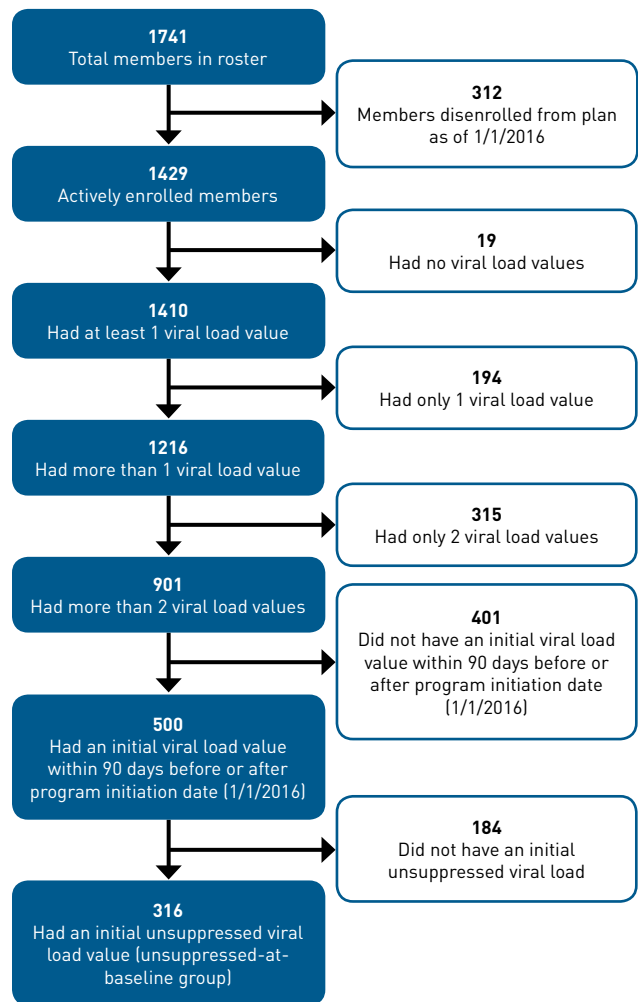 1741
Total members in roster
312
Members disenrolled from plan
as of 1/1/2016
1429
Actively enrolled members
19
Had no viral load values
1410
Had at least 1 viral load value
194
Had only 1 viral load value
1216
Had more than 1 viral load value
315
Had only 2 viral load values
901
Had more than 2 viral load values
401
Did not have an initial viral load
value within 90 days before or
after program initiation date
(1/1/2016)
500
Had an initial viral load value
within 90 days before or after
program initiation date (1/1/2016)
184
Did not have an initial
unsuppressed viral load
316
Had an initial unsuppressed viral
load value (unsuppressed-at-
baseline group)